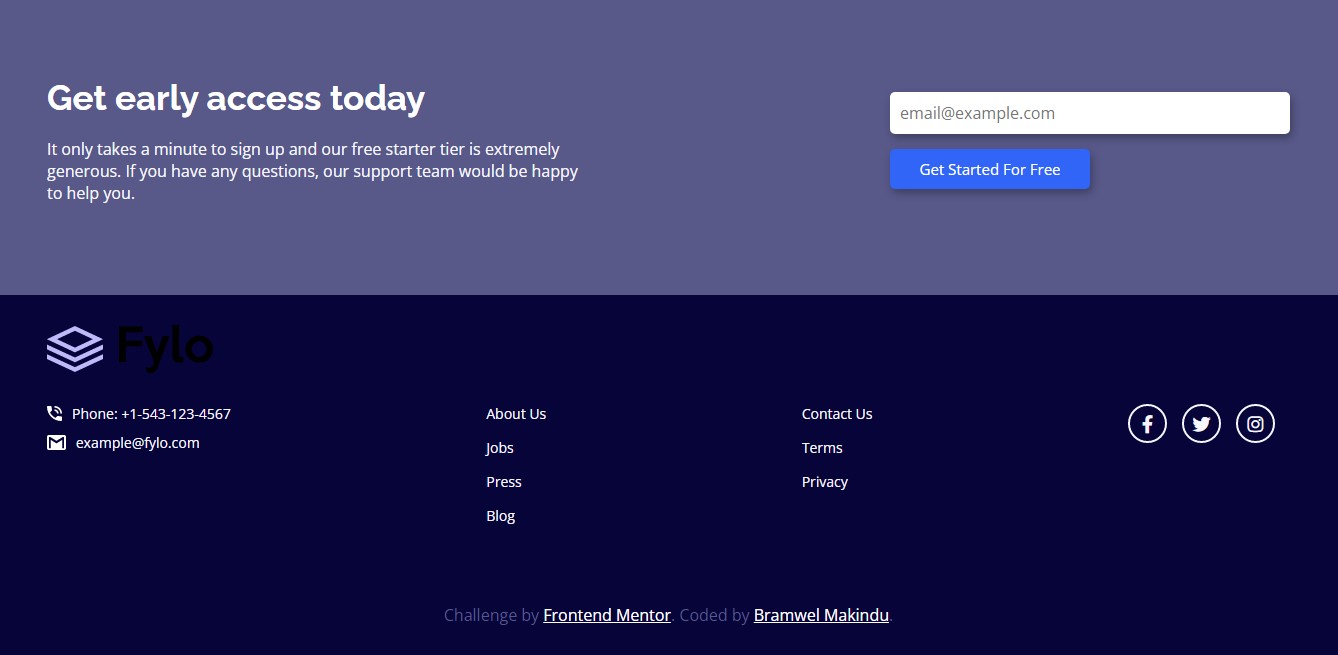 Get early access today
It only takes a minute to sign up and our free starter tier is extremely
generous. If you have any questions, our support team would be happy
to help you.
email@example.com
Get Started For Free
Fylo
Phone: +1-543-123-4567
example@fylo.com
About Us
Jobs
Press
Blog
Contact Us
Terms
Privacy
Challenge by Frontend Mentor. Coded by Bramwel Makindu.